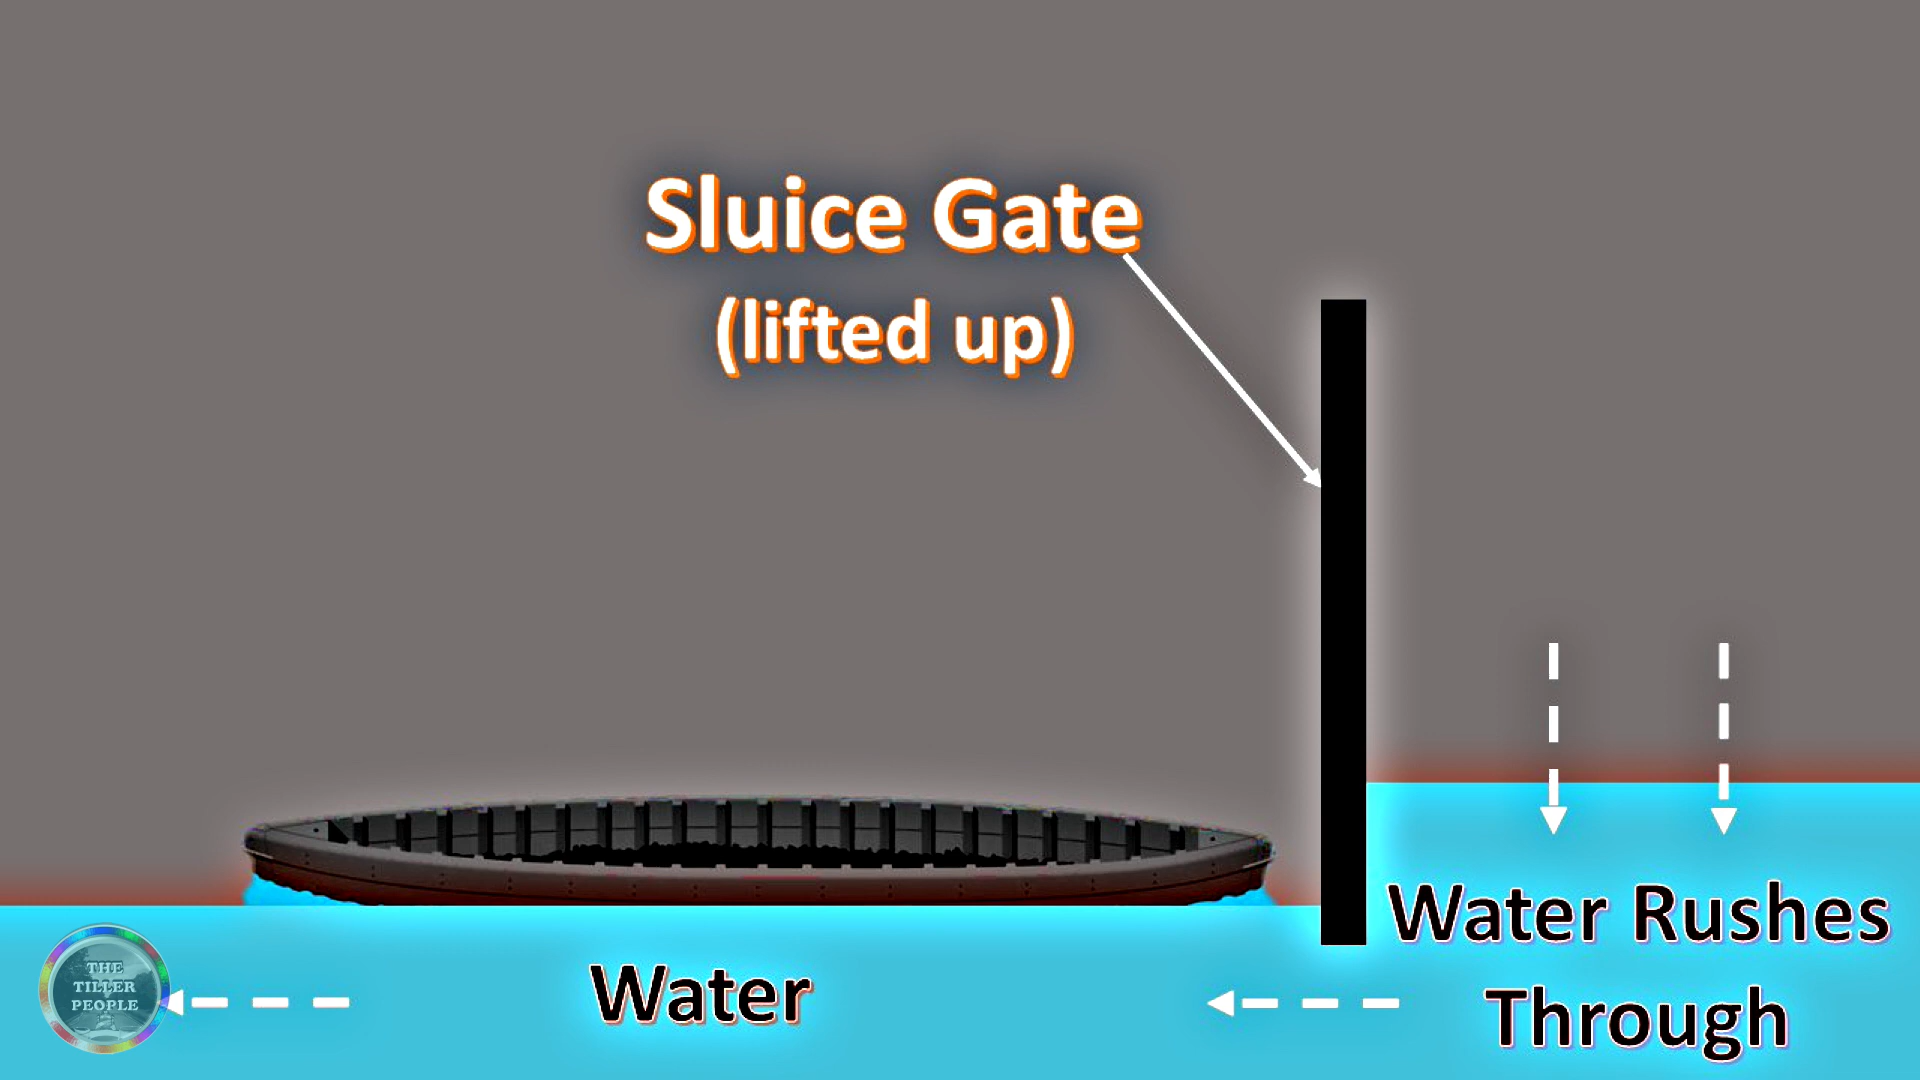 Sluice Gate
(lifted up)
Water Rushes
Through
Water
THE
TILLER
PEOPLE